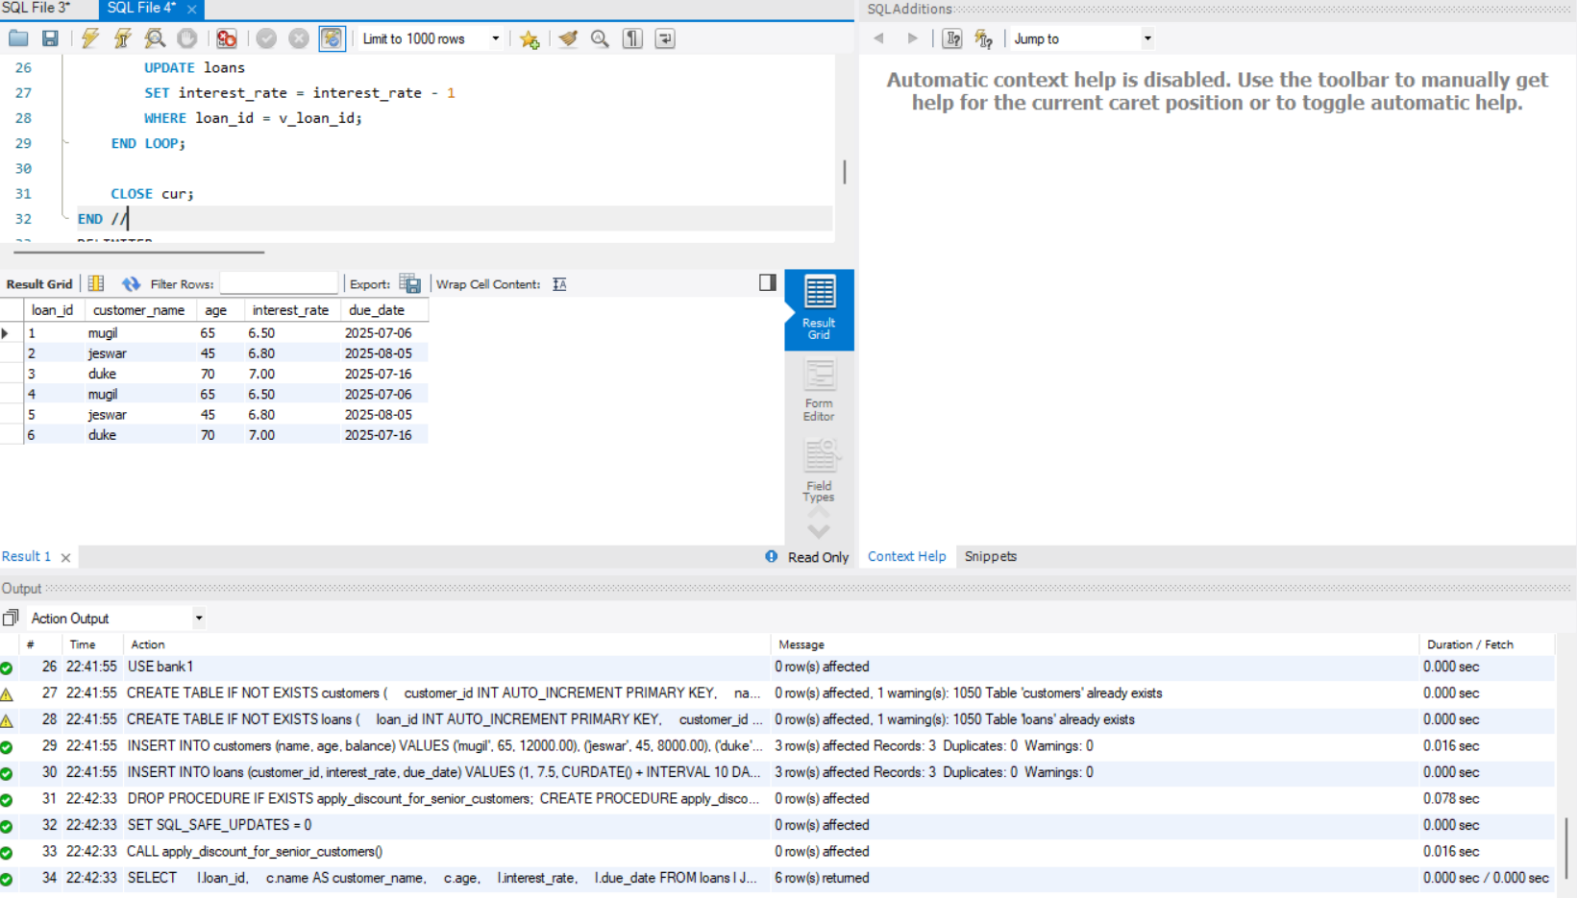 SQL File 3*
SQL File 4*
SQLAdditions
Limit to 1000 rows
Jump to
26 UPDATE loans
27 SET interest_rate = interest_rate - 1
28 WHERE loan_id = v_loan_id;
29 END LOOP;
30
31 CLOSE cur;
32 END //
Automatic context help is disabled. Use the toolbar to manually get
help for the current caret position or to toggle automatic help.
Result Grid Filter Rows: Export: Wrap Cell Content:
loan_id customer_name age interest_rate due_date
1 mugil 65 6.50 2025-07-06
2 jeswar 45 6.80 2025-08-05
3 duke 70 7.00 2025-07-16
4 mugil 65 6.50 2025-07-06
5 jeswar 45 6.80 2025-08-05
6 duke 70 7.00 2025-07-16
Result
Grid
Form
Editor
Field
Types
Result 1
Read Only
Context Help Snippets
Output
Action Output
# Time Action Message Duration / Fetch
26 22:41:55 USE bank1 0 row(s) affected 0.000 sec
27 22:41:55 CREATE TABLE IF NOT EXISTS customers ( customer_id INT AUTO_INCREMENT PRIMARY KEY, na... 0 row(s) affected, 1 warning(s): 1050 Table 'customers' already exists 0.000 sec
28 22:41:55 CREATE TABLE IF NOT EXISTS loans ( loan_id INT AUTO_INCREMENT PRIMARY KEY, customer_id ... 0 row(s) affected, 1 warning(s): 1050 Table 'loans' already exists 0.000 sec
29 22:41:55 INSERT INTO customers (name, age, balance) VALUES ('mugil', 65, 12000.00), ('jeswar', 45, 8000.00), ('duke'... 3 row(s) affected Records: 3 Duplicates: 0 Warnings: 0 0.016 sec
30 22:41:55 INSERT INTO loans (customer_id, interest_rate, due_date) VALUES (1, 7.5, CURDATE() + INTERVAL 10 DA... 3 row(s) affected Records: 3 Duplicates: 0 Warnings: 0 0.000 sec
31 22:42:33 DROP PROCEDURE IF EXISTS apply_discount_for_senior_customers; CREATE PROCEDURE apply_disco... 0 row(s) affected 0.078 sec
32 22:42:33 SET SQL_SAFE_UPDATES = 0 0 row(s) affected 0.000 sec
33 22:42:33 CALL apply_discount_for_senior_customers() 0 row(s) affected 0.016 sec
34 22:42:33 SELECT l.loan_id, c.name AS customer_name, c.age, l.interest_rate, l.due_date FROM loans l J... 6 row(s) returned 0.000 sec / 0.000 sec